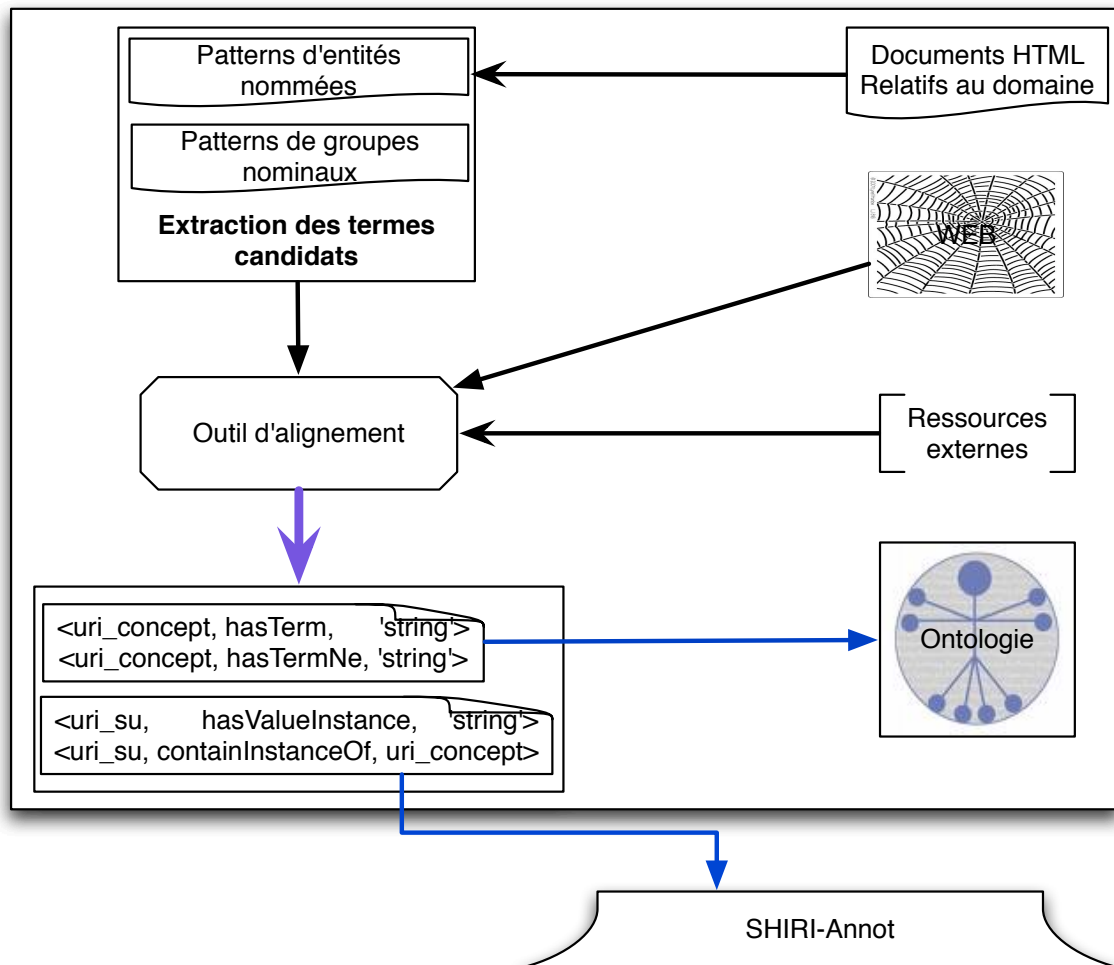 Patterns d'entités
nommées
Documents HTML
Relatifs au domaine
Patterns de groupes
nominaux
Extraction des termes
candidats
WEB
Outil d'alignement
Ressources
externes
<uri_concept, hasTerm, 'string'>
<uri_concept, hasTermNe, 'string'>
Ontologie
<uri_su, hasValueInstance, 'string'>
<uri_su, containInstanceOf, uri_concept>
SHIRI-Annot